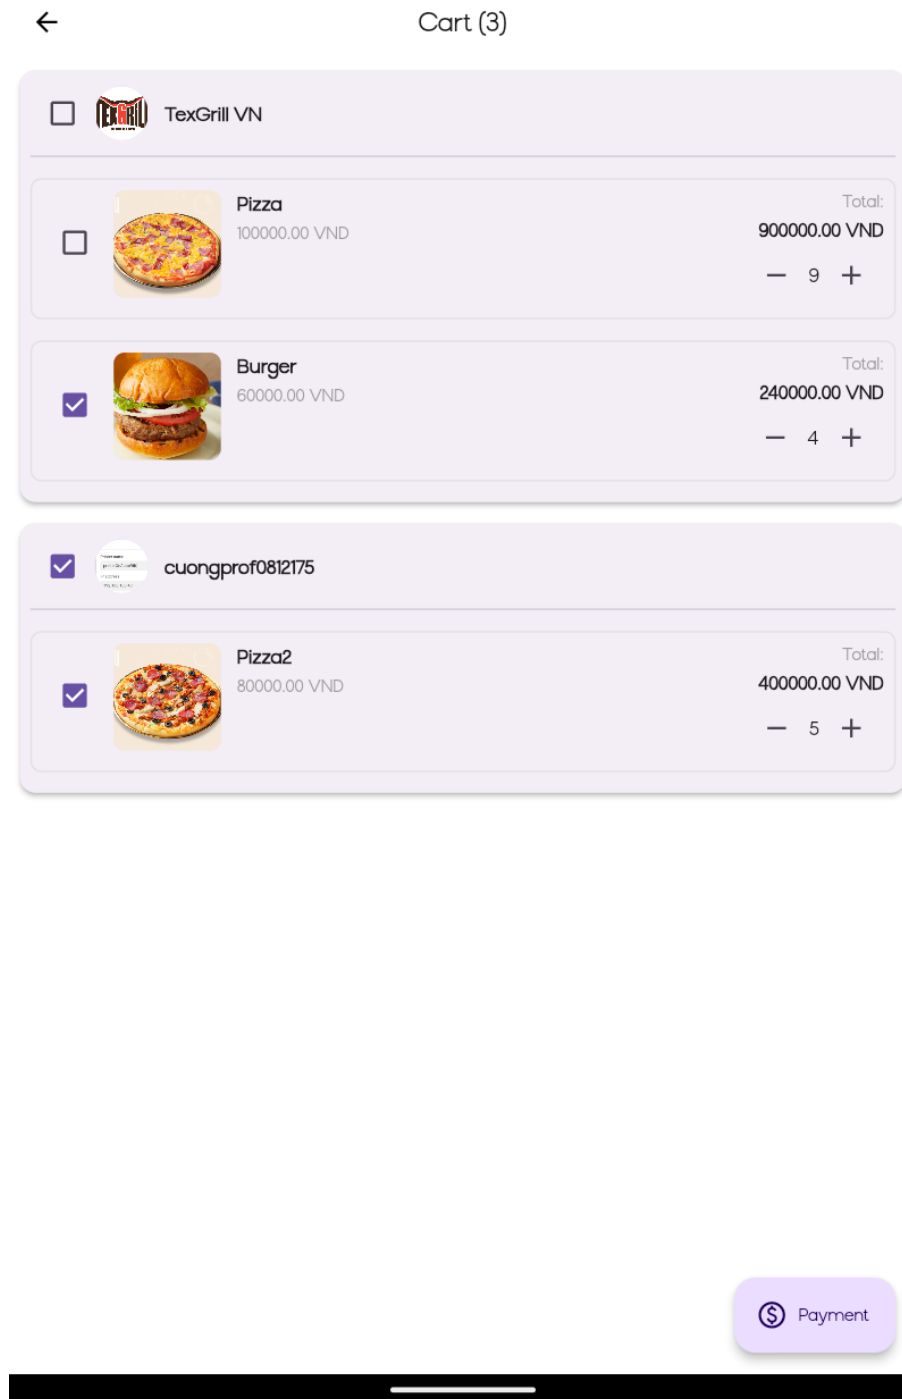 Cart (3)
TEXGRILL
TexGrill VN
Pizza
100000.00 VND
Total:
900000.00 VND
9
Burger
60000.00 VND
Total:
240000.00 VND
4
cuongprof0812175
Pizza2
80000.00 VND
Total:
400000.00 VND
5
Payment